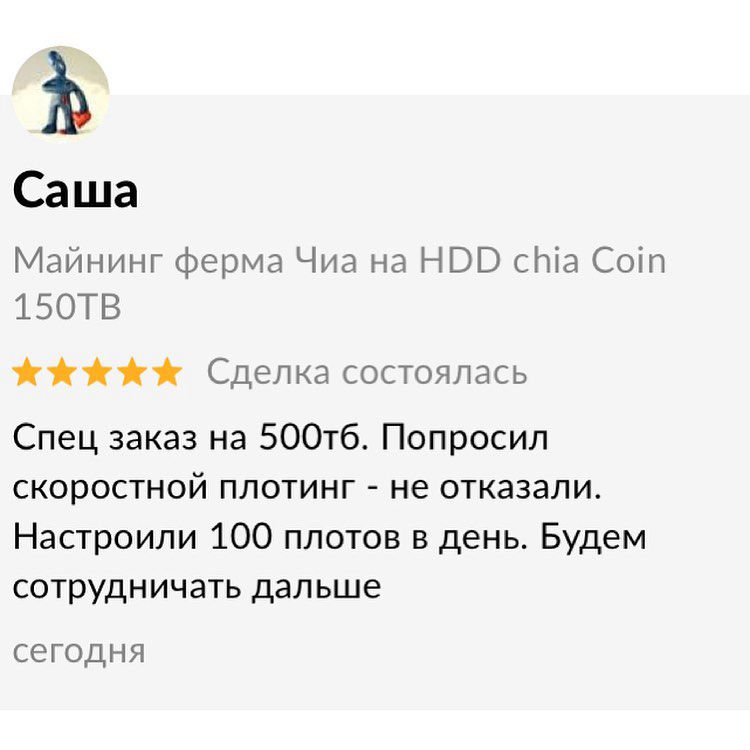 Саша
Майнинг ферма Чиа на HDD chia Coin
150TB
Сделка состоялась
Спец заказ на 500тб. Попросил
скоростной плотинг - не отказали.
Настроили 100 плотов в день. Будем
сотрудничать дальше
сегодня